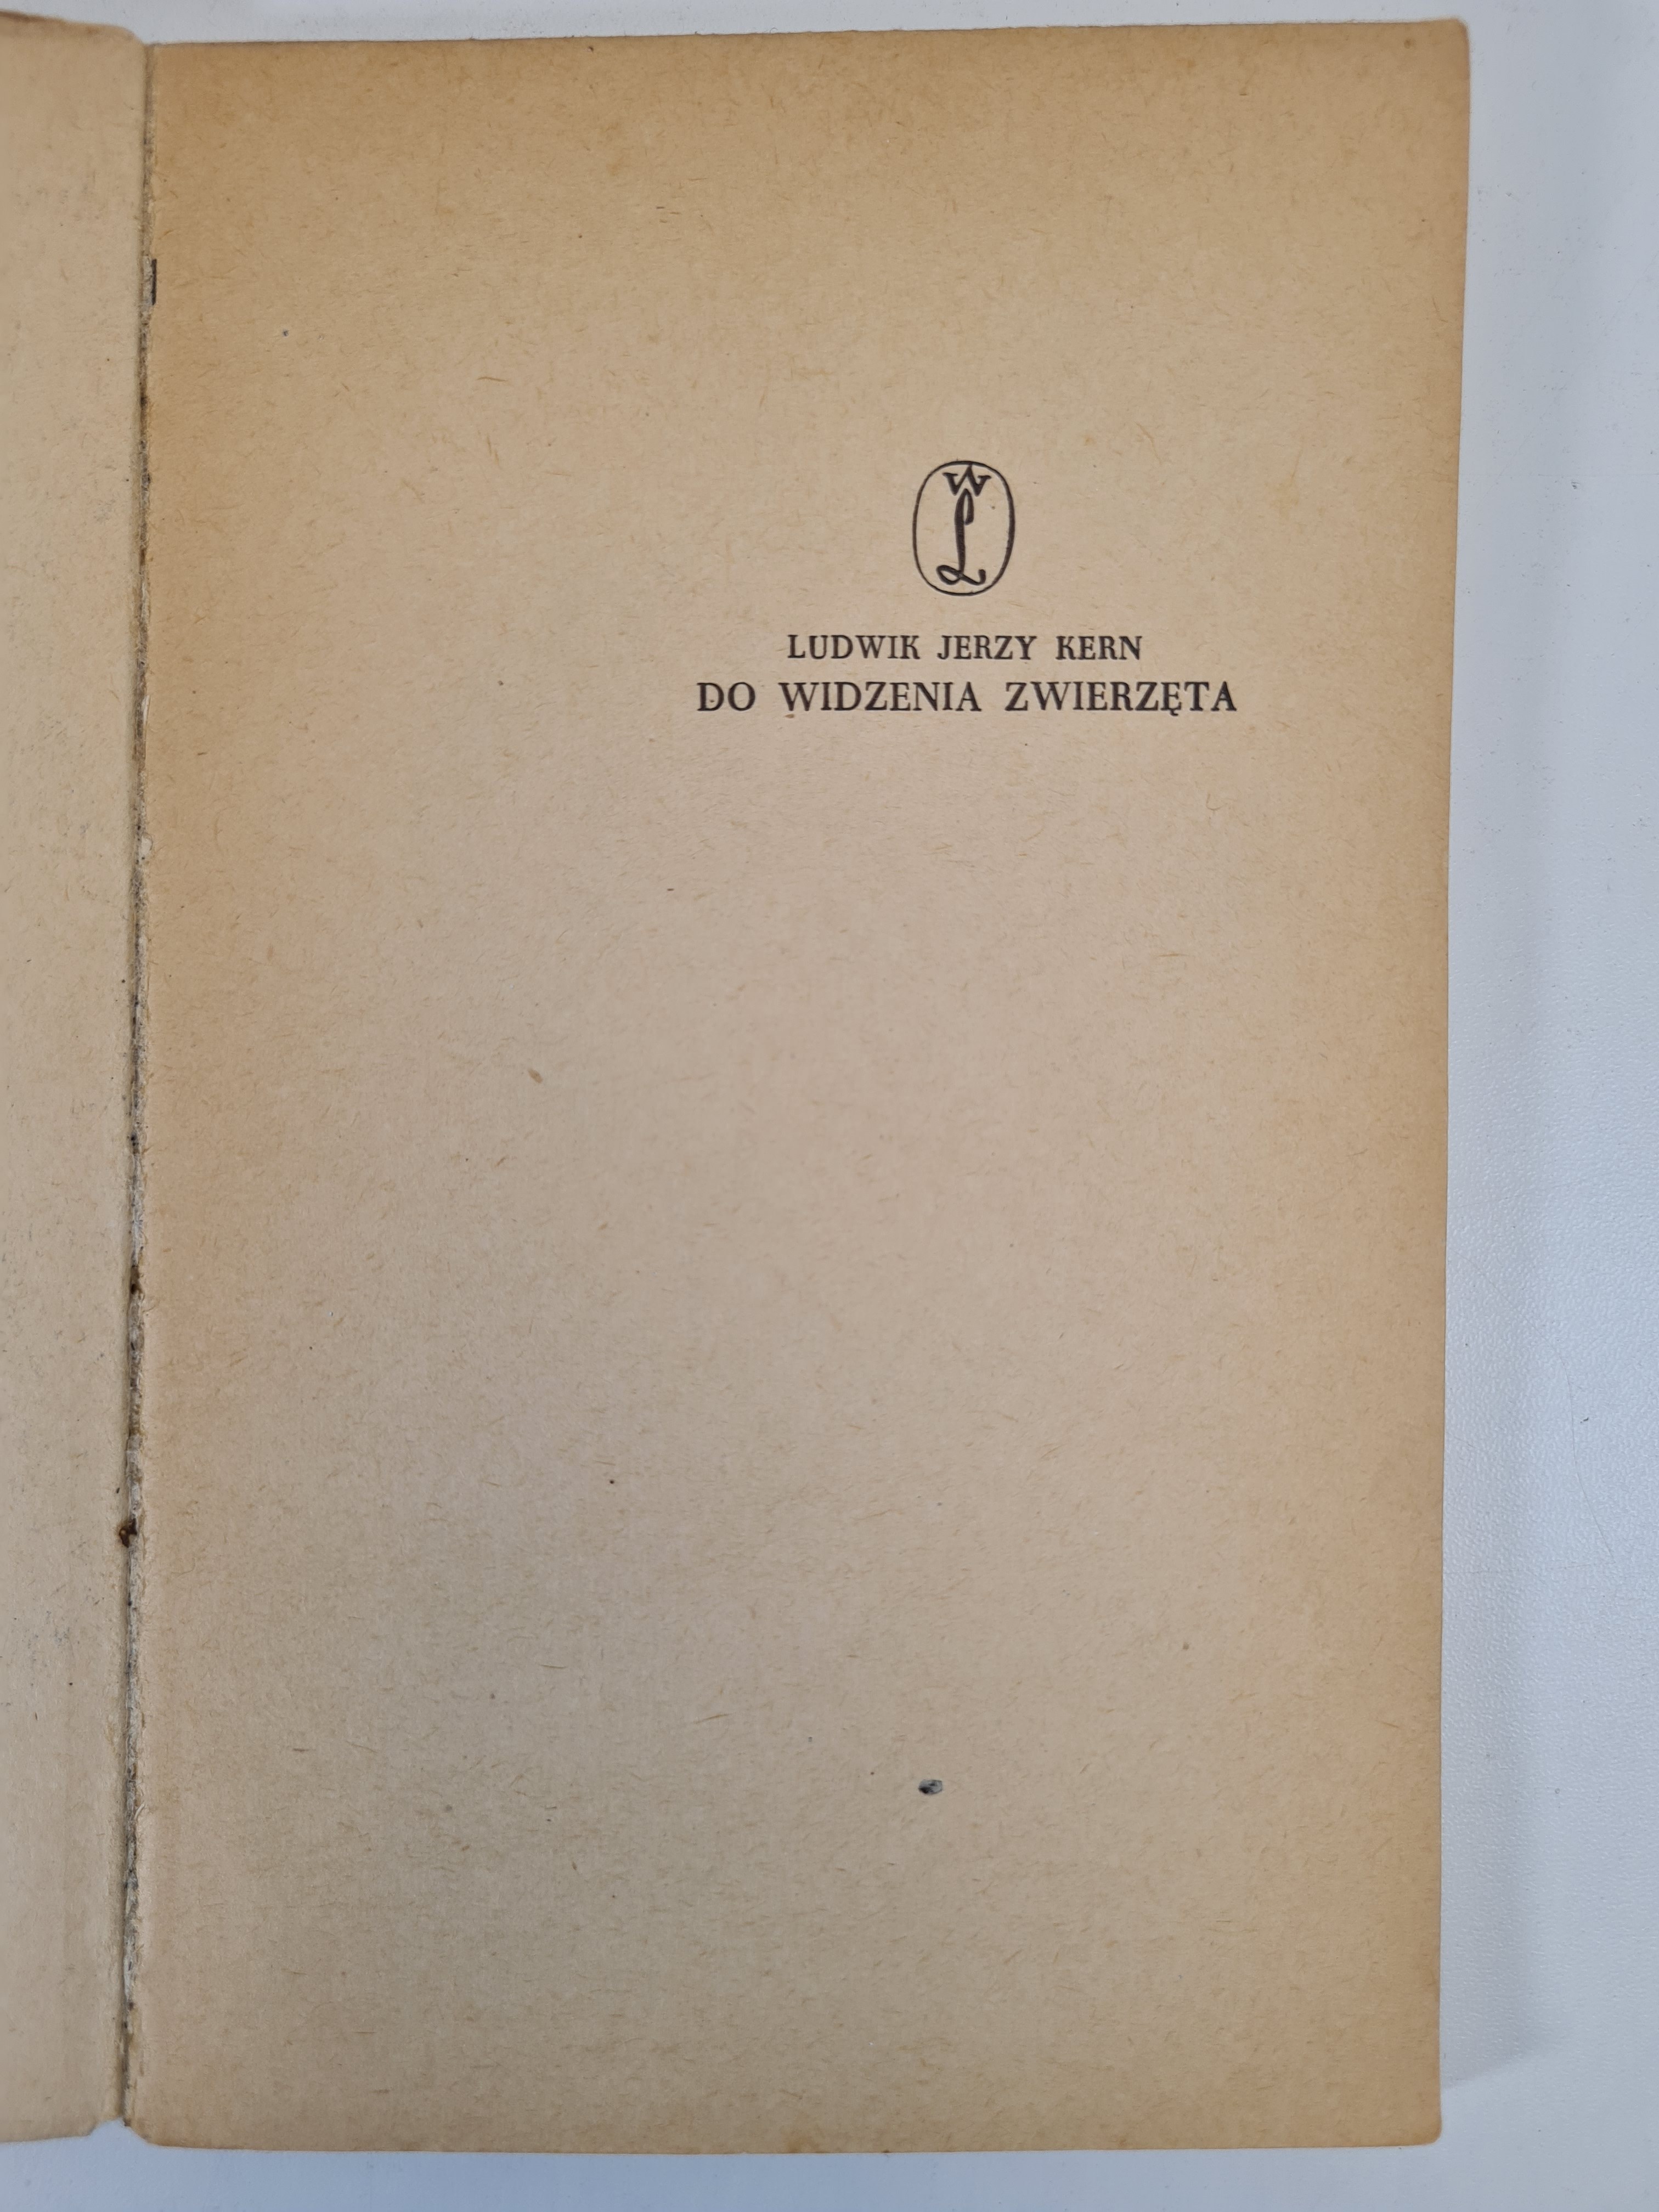 W
L
LUDWIK JERZY KERN
DO WIDZENIA ZWIERZĘTA